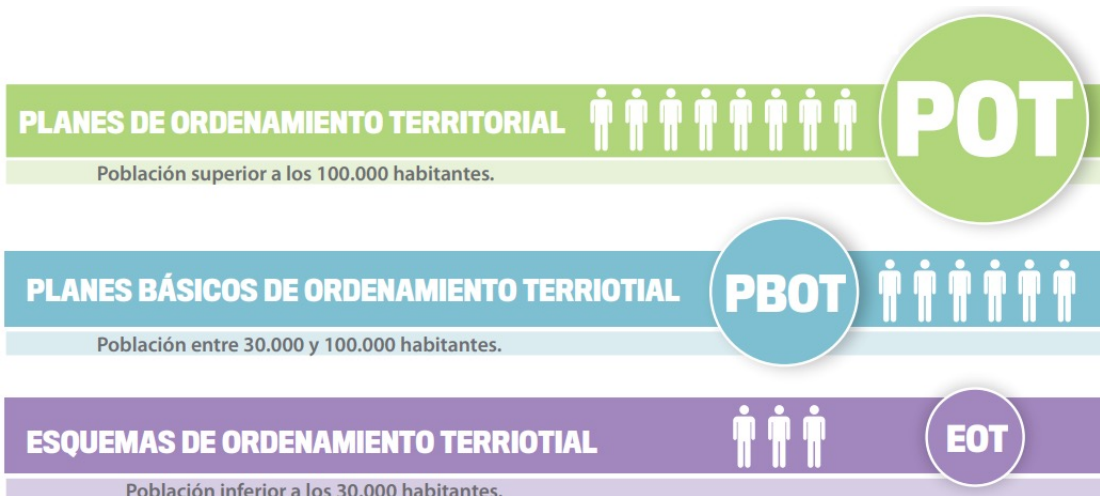 PLANES DE ORDENAMIENTO TERRITORIAL
POT
Población superior a los 100.000 habitantes.
PLANES BÁSICOS DE ORDENAMIENTO TERRIOTIAL
PBOT
Población entre 30.000 y 100.000 habitantes.
ESQUEMAS DE ORDENAMIENTO TERRIOTIAL
EOT
Población inferior a los 30.000 habitantes.